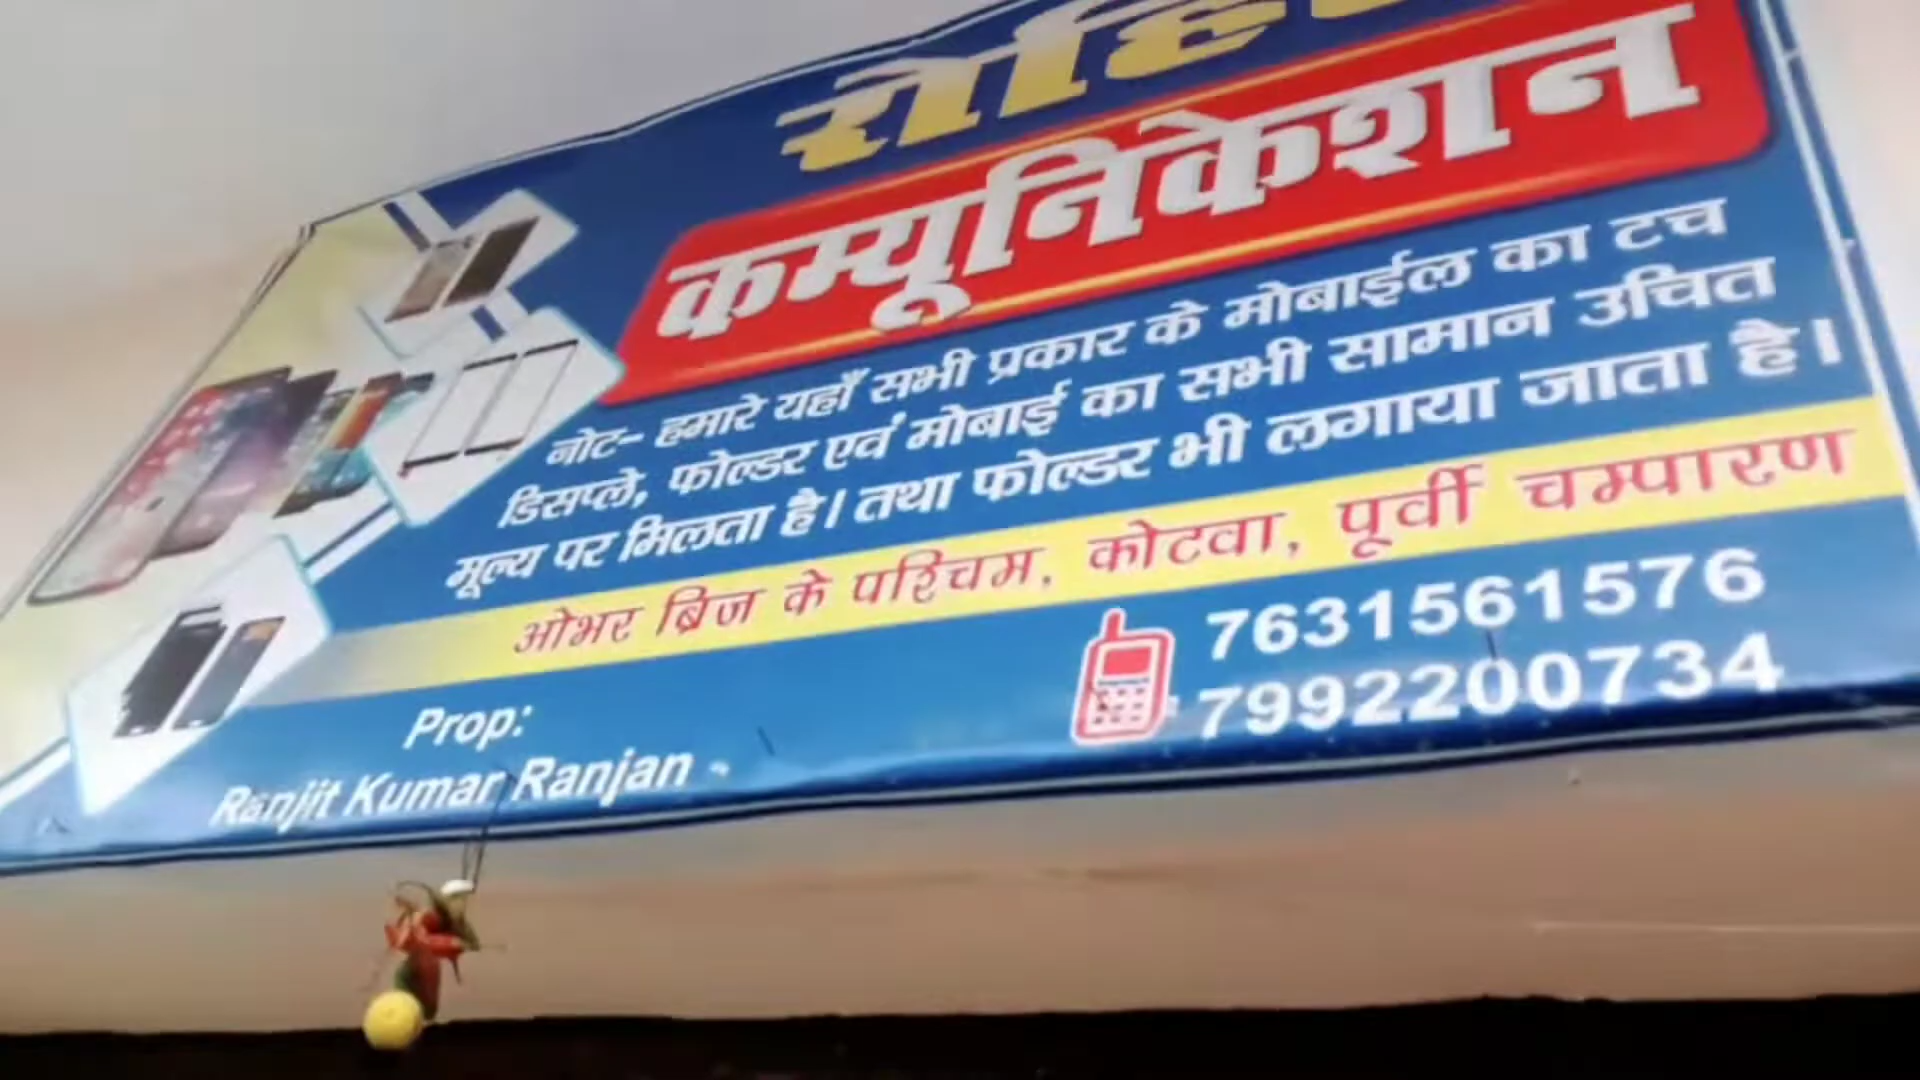 कम्यूनिकेशन
नोट- हमारे यहाँ सभी प्रकार के मोबाईल का टच
डिसप्ले, फोल्डर एवं मोबाई का सभी सामान उचित
मूल्य पर मिलता है। तथा फोल्डर भी लगाया जाता है।
ओभर ब्रिज के पश्चिम, कोटवा, पूर्वी चम्पारण
7631561576
7992200734
Prop:
Ranjit Kumar Ranjan